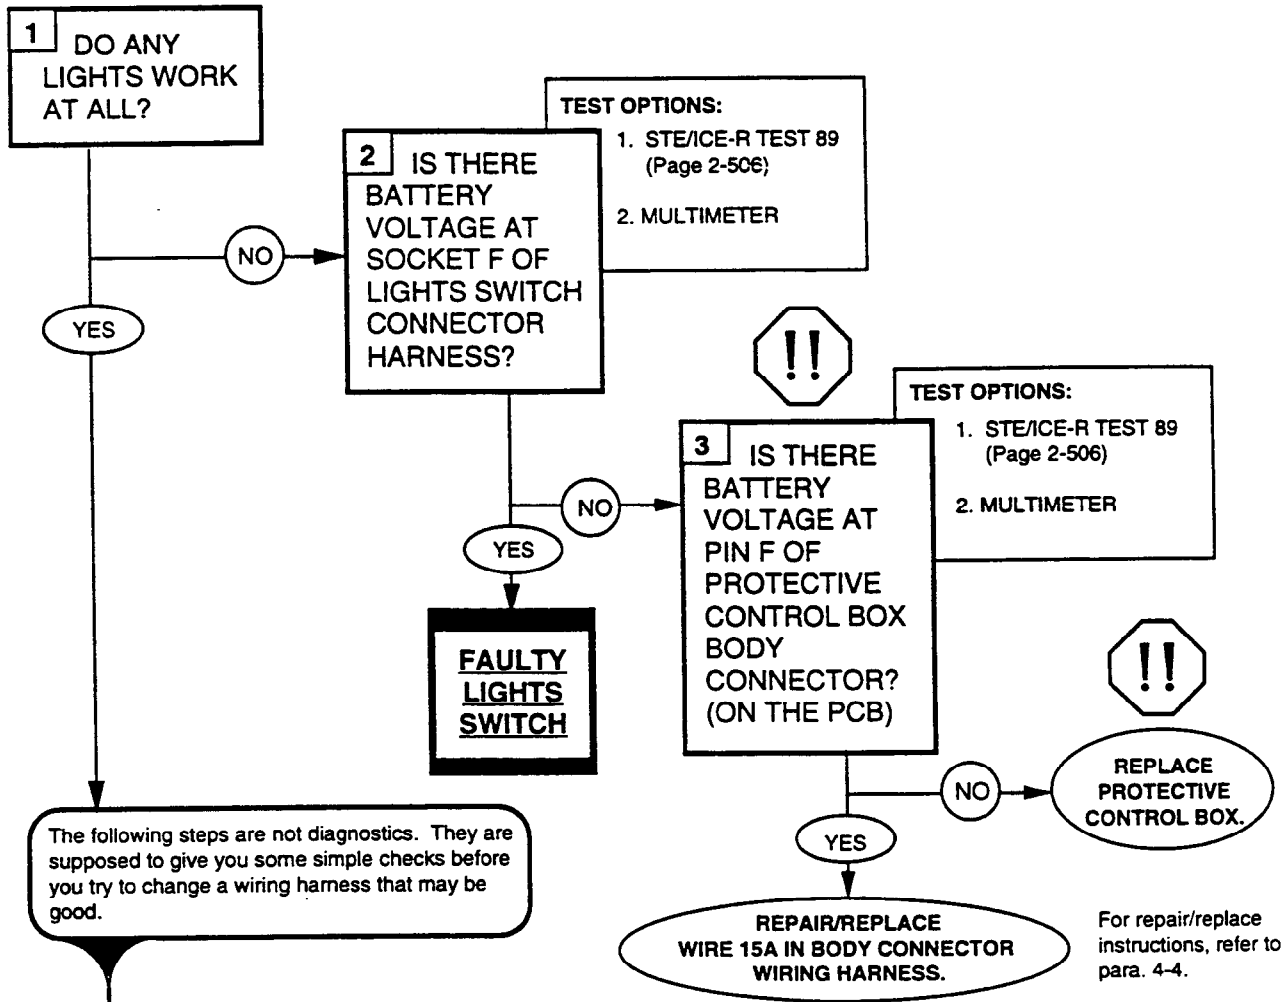 1
DO ANY
LIGHTS WORK
AT ALL?
NO
YES
2
IS THERE
BATTERY
VOLTAGE AT
SOCKET F OF
LIGHTS SWITCH
CONNECTOR
HARNESS?
TEST OPTIONS:
1. STE/ICE-R TEST 89
(Page 2-506)
2. MULTIMETER
NO
YES
FAULTY
LIGHTS
SWITCH
!!
3
IS THERE
BATTERY
VOLTAGE AT
PIN F OF
PROTECTIVE
CONTROL BOX
BODY
CONNECTOR?
(ON THE PCB)
TEST OPTIONS:
1. STE/ICE-R TEST 89
(Page 2-506)
2. MULTIMETER
!!
NO
REPLACE
PROTECTIVE
CONTROL BOX.
YES
REPAIR/REPLACE
WIRE 15A IN BODY CONNECTOR
WIRING HARNESS.
For repair/replace
instructions, refer to
para. 4-4.
The following steps are not diagnostics. They are
supposed to give you some simple checks before
you try to change a wiring harness that may be
good.